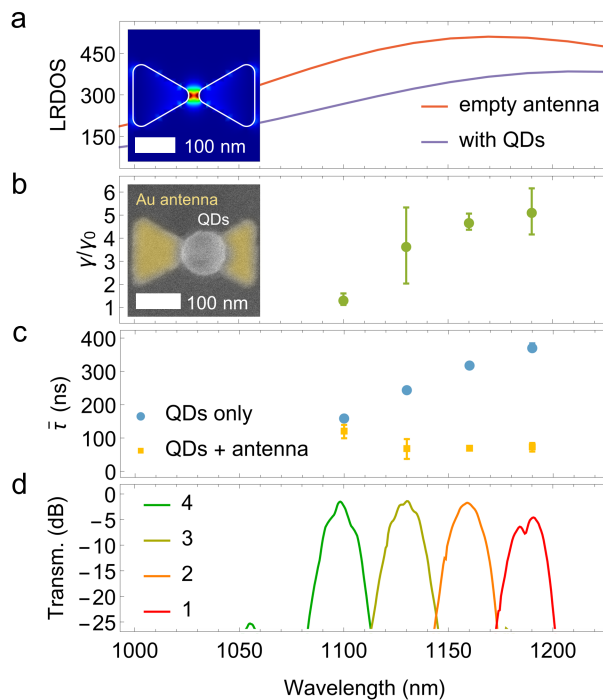 a
LRDOS
450
300
150
100 nm
empty antenna
with QDs
b
γ/γ₀
6
5
4
3
2
1
Au antenna
QDs
100 nm
c
τ̄ (ns)
400
300
200
100
0
QDs only
QDs + antenna
d
Transm. (dB)
0
−5
−10
−15
−20
−25
4
3
2
1
1000 1050 1100 1150 1200
Wavelength (nm)